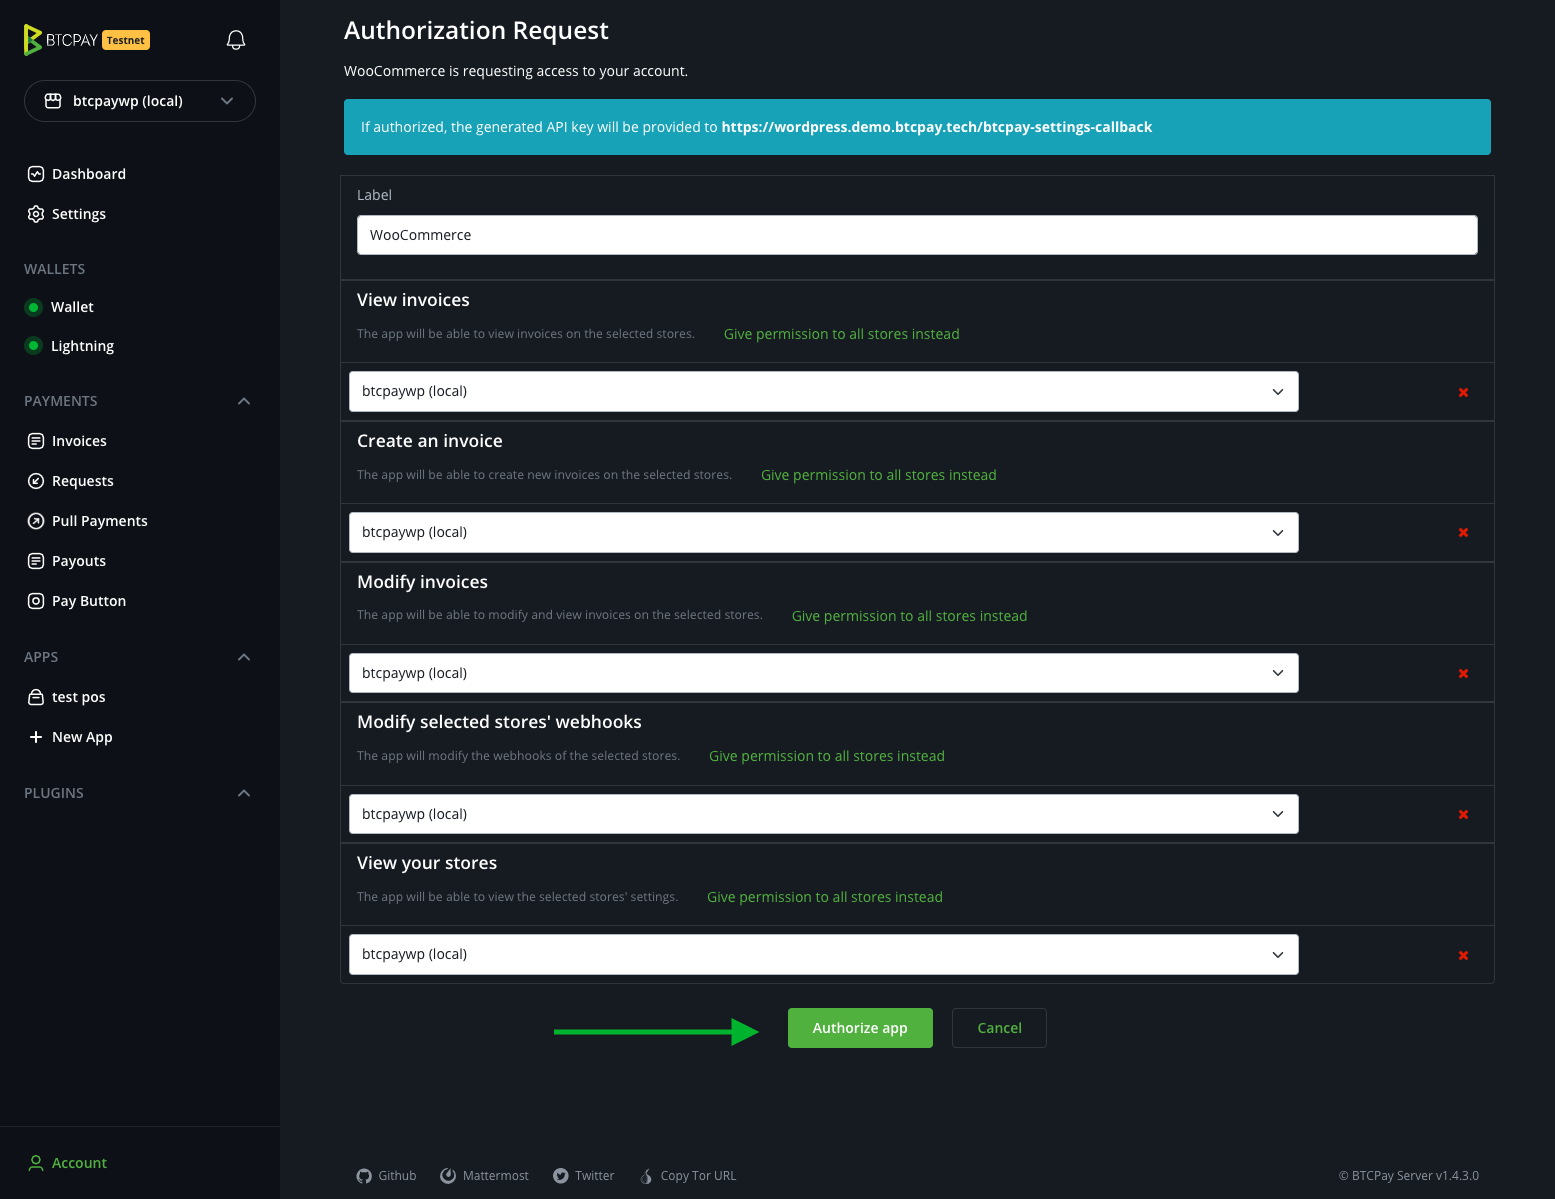 BTCPAY Testnet
btcpaywp (local)
Dashboard
Settings
WALLETS
Wallet
Lightning
PAYMENTS
Invoices
Requests
Pull Payments
Payouts
Pay Button
APPS
test pos
New App
PLUGINS
Account
Authorization Request
WooCommerce is requesting access to your account.
If authorized, the generated API key will be provided to https://wordpress.demo.btcpay.tech/btcpay-settings-callback
Label
WooCommerce
View invoices
The app will be able to view invoices on the selected stores. Give permission to all stores instead
btcpaywp (local)
Create an invoice
The app will be able to create new invoices on the selected stores. Give permission to all stores instead
btcpaywp (local)
Modify invoices
The app will be able to modify and view invoices on the selected stores. Give permission to all stores instead
btcpaywp (local)
Modify selected stores' webhooks
The app will modify the webhooks of the selected stores. Give permission to all stores instead
btcpaywp (local)
View your stores
The app will be able to view the selected stores' settings. Give permission to all stores instead
btcpaywp (local)
Authorize app Cancel
Github Mattermost Twitter Copy Tor URL © BTCPay Server v1.4.3.0